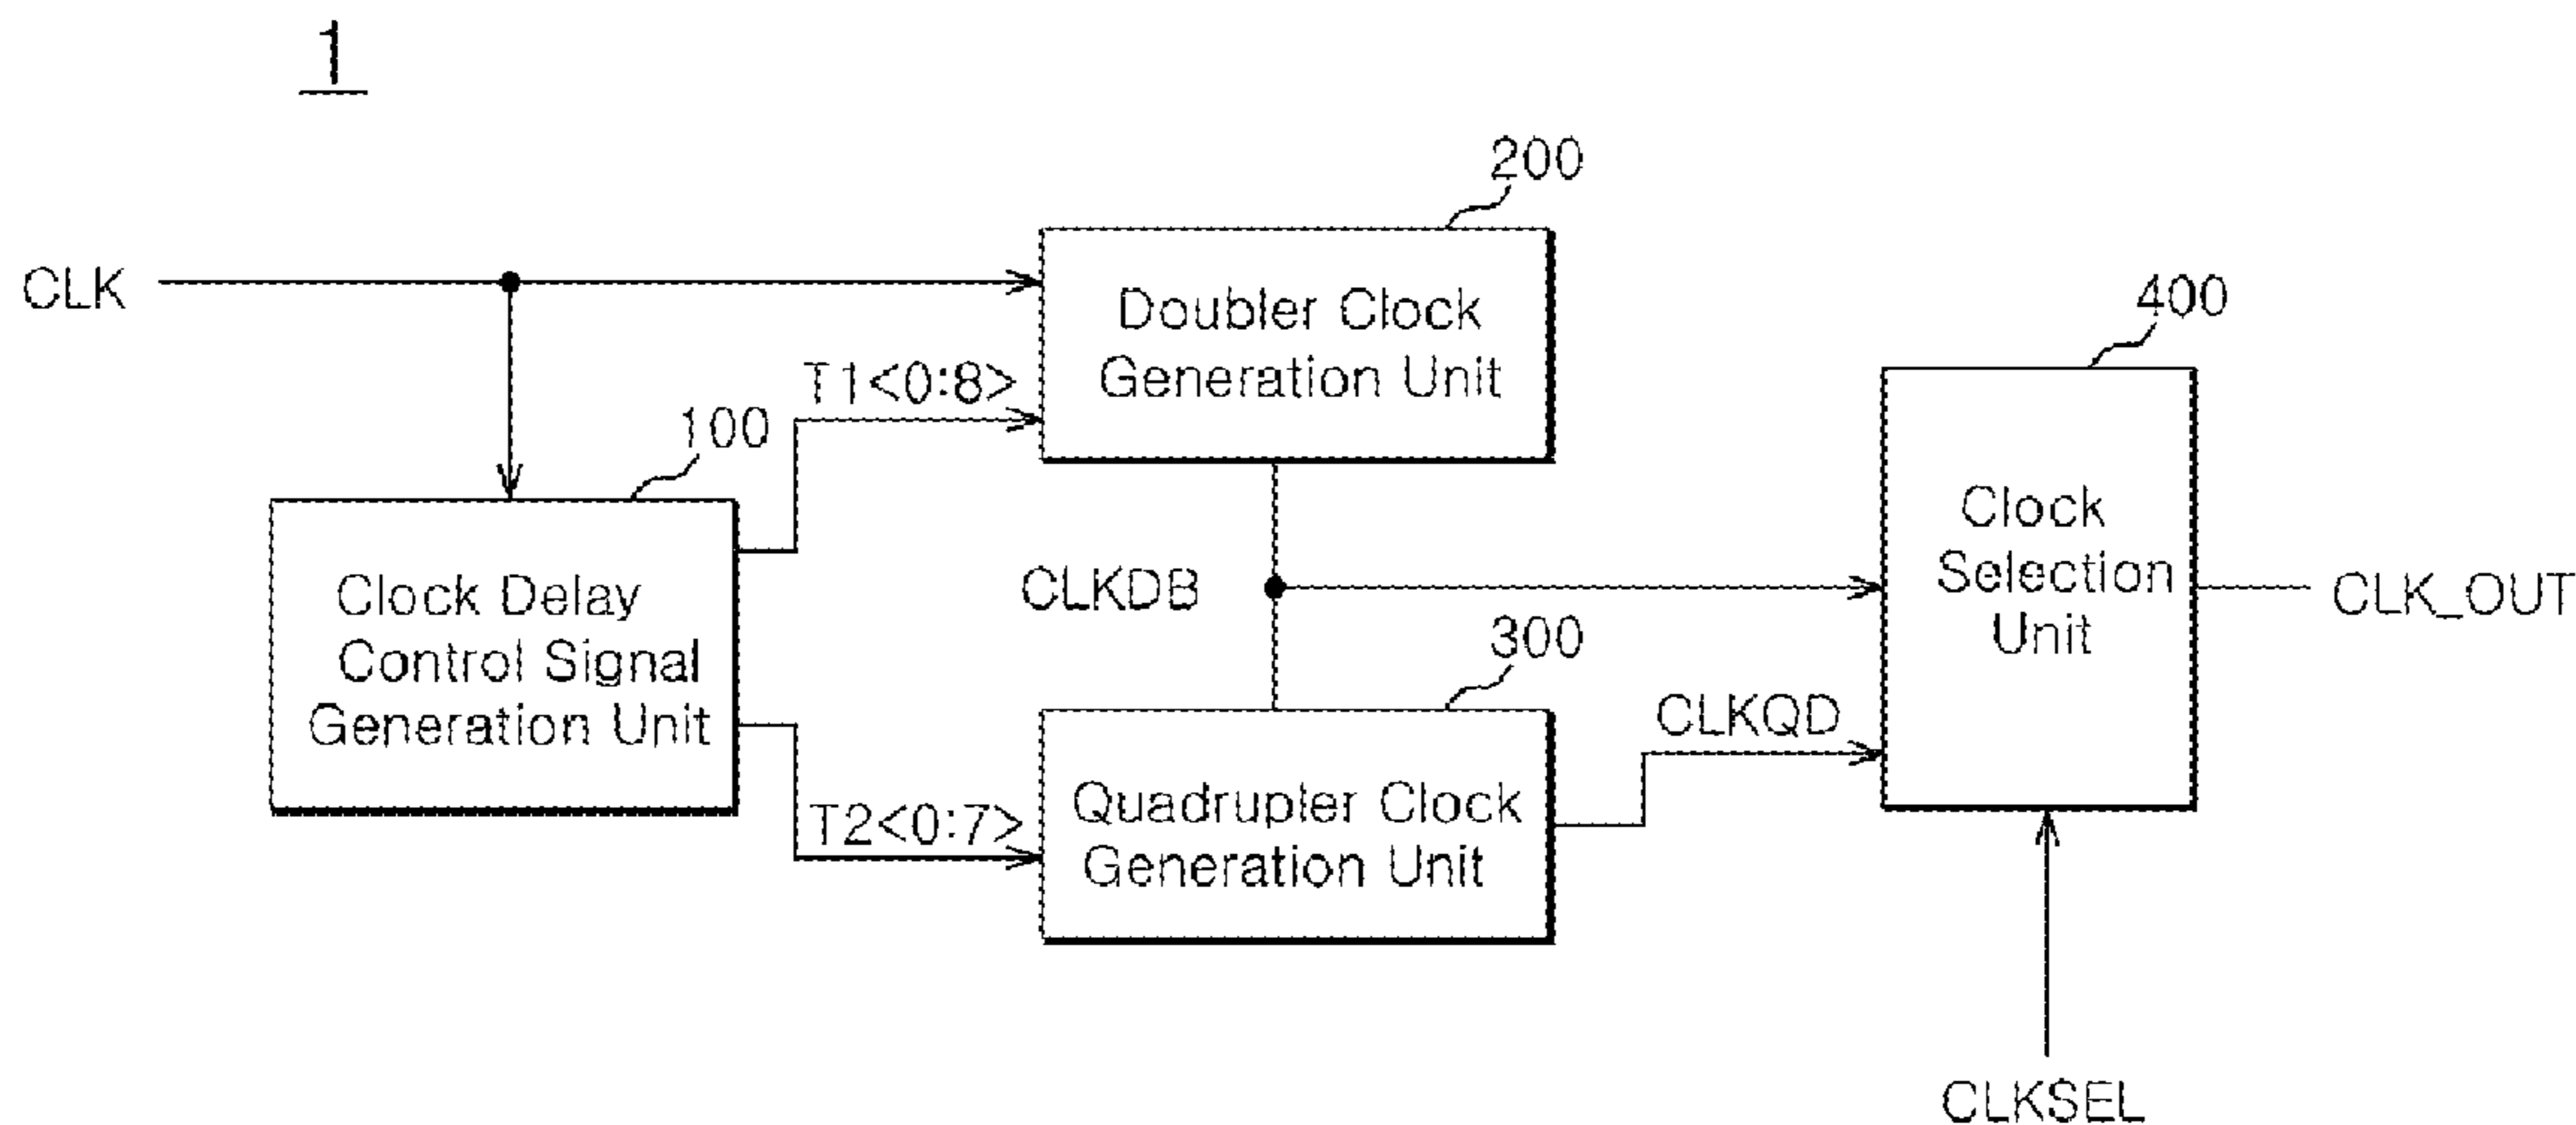 1
200
CLK
Doubler Clock
Generation Unit
400
T1<0:8>
100
Clock
Selection
Unit
Clock Delay
Control Signal
Generation Unit
CLKDB
CLK_OUT
300
CLKQD
T2<0:7>
Quadrupler Clock
Generation Unit
CLKSEL